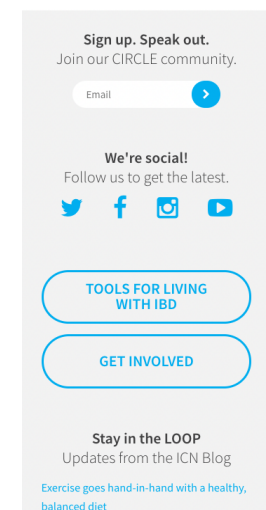 Sign up. Speak out.
Join our CIRCLE community.
Email
We're social!
Follow us to get the latest.
TOOLS FOR LIVING
WITH IBD
GET INVOLVED
Stay in the LOOP
Updates from the ICN Blog
Exercise goes hand-in-hand with a healthy,
balanced diet